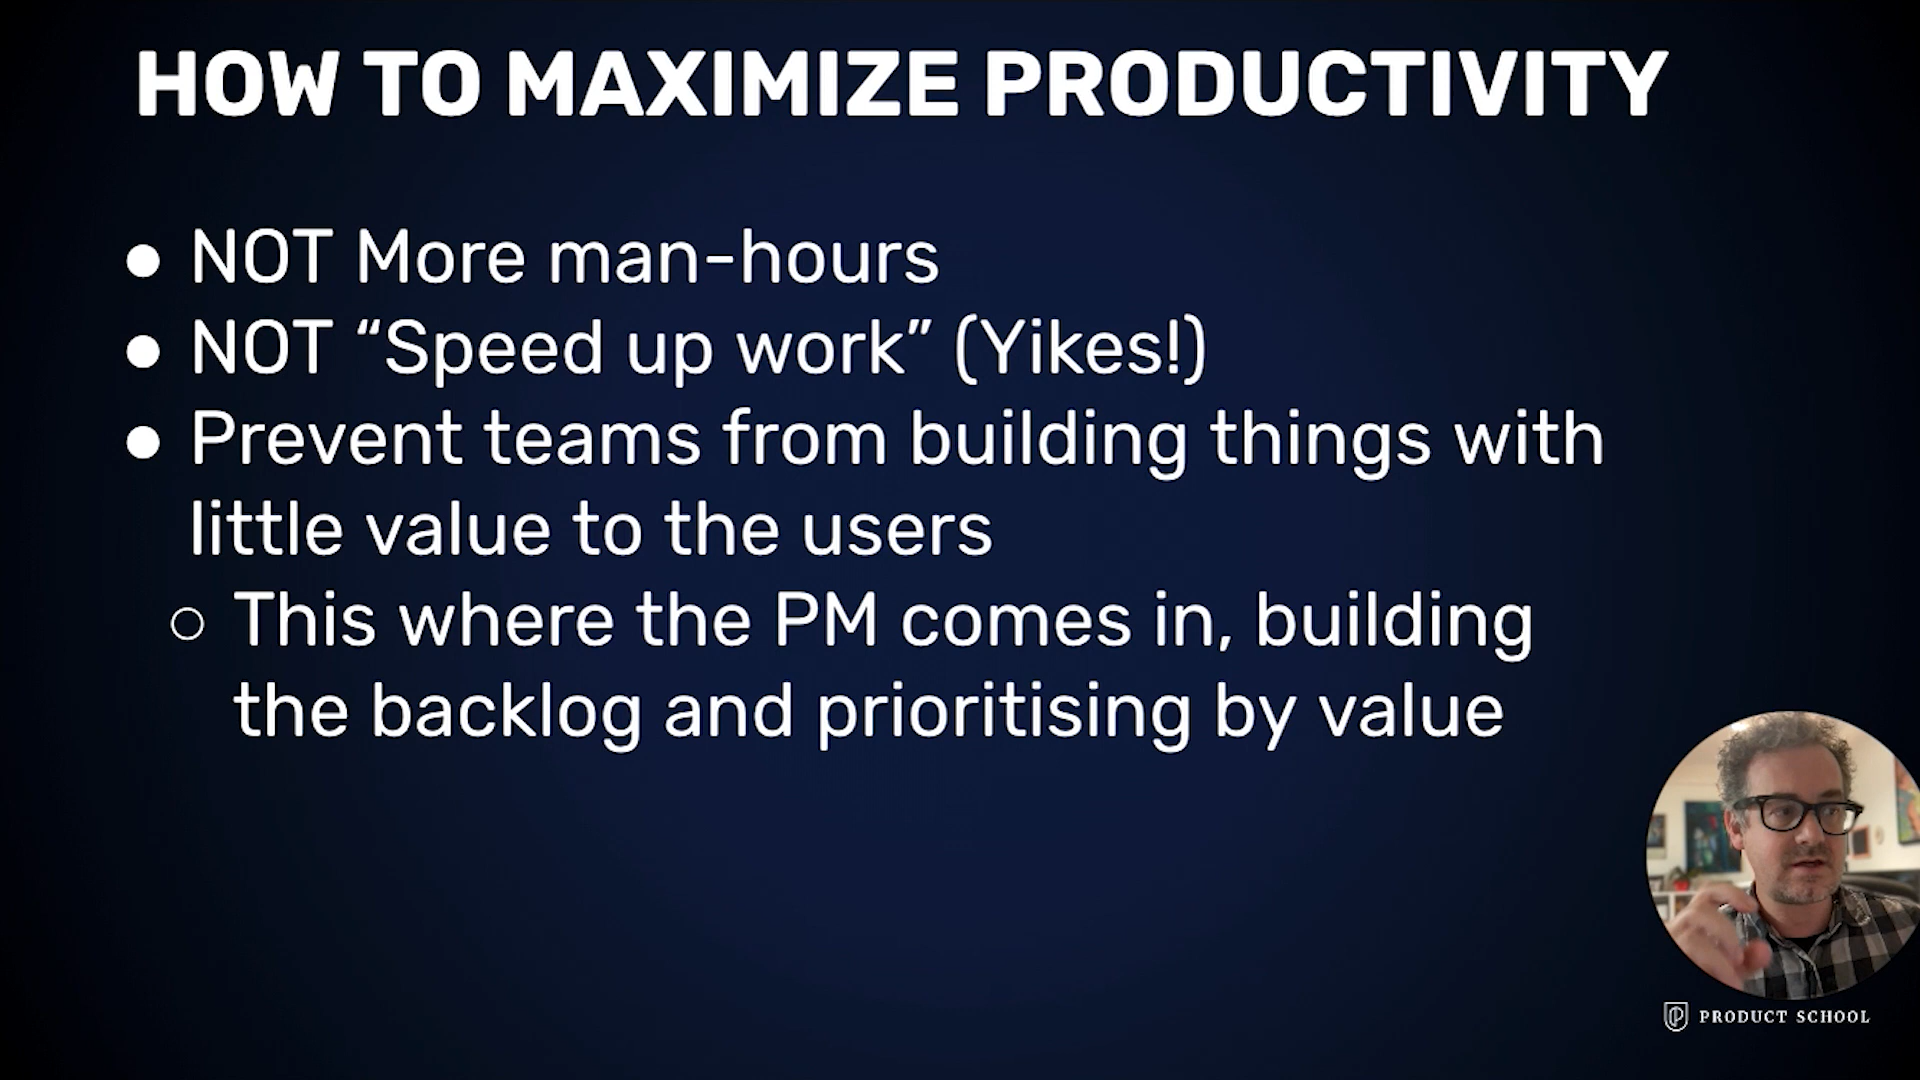 HOW TO MAXIMIZE PRODUCTIVITY
● NOT More man-hours
● NOT “Speed up work” (Yikes!)
● Prevent teams from building things with
little value to the users
○ This where the PM comes in, building
the backlog and prioritising by value
PRODUCT SCHOOL